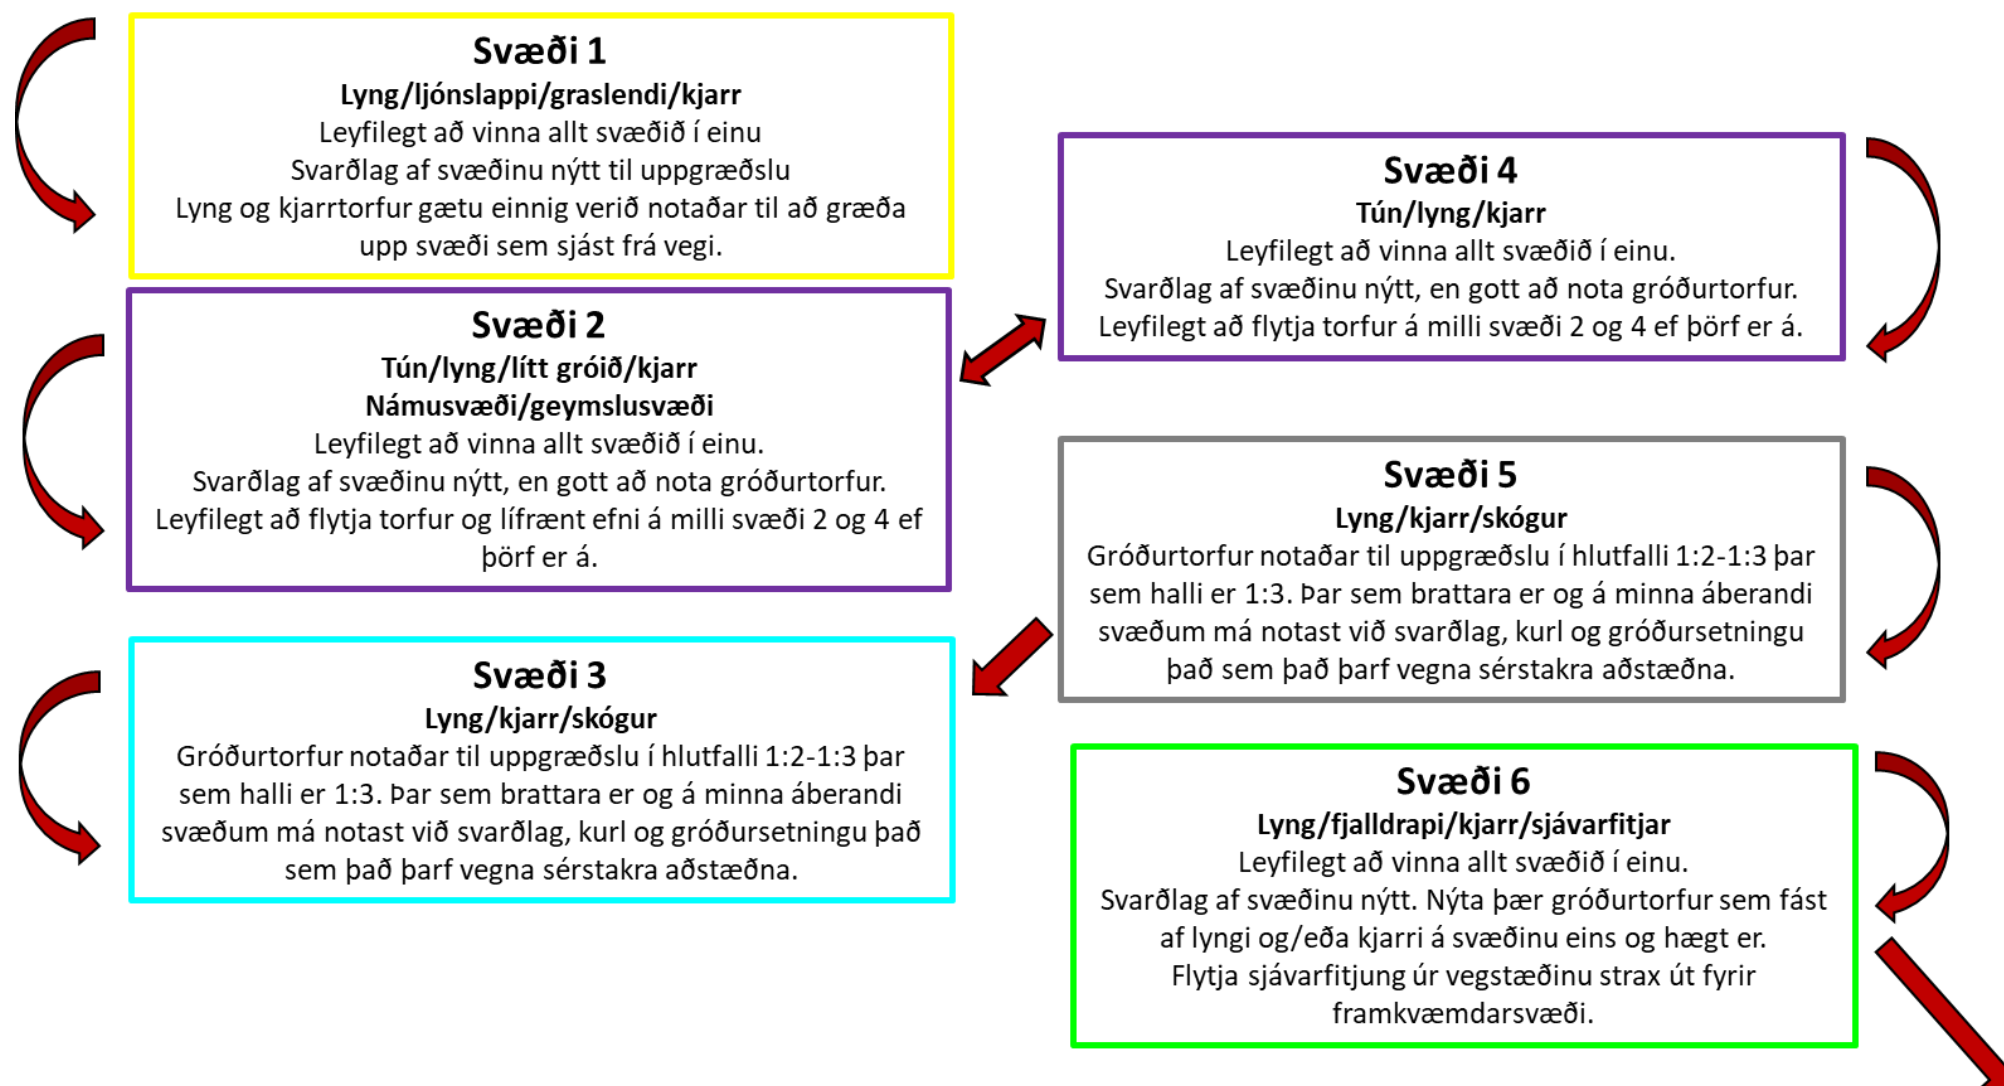 Svæði 1
Lyng/ljónslappi/graslendi/kjarr
Leyfilegt að vinna allt svæðið í einu
Svarðlag af svæðinu nýtt til uppgræðslu
Lyng og kjarrtorfur gætu einnig verið notaðar til að græða
upp svæði sem sjást frá vegi.
Svæði 2
Tún/lyng/lítt gróið/kjarr
Námusvæði/geymslusvæði
Leyfilegt að vinna allt svæðið í einu.
Svarðlag af svæðinu nýtt, en gott að nota gróðurtorfur.
Leyfilegt að flytja torfur og lífrænt efni á milli svæði 2 og 4 ef
þörf er á.
Svæði 3
Lyng/kjarr/skógur
Gróðurtorfur notaðar til uppgræðslu í hlutfalli 1:2-1:3 þar
sem halli er 1:3. Þar sem brattara er og á minna áberandi
svæðum má notast við svarðlag, kurl og gróðursetningu það
sem það þarf vegna sérstakra aðstæðna.
Svæði 4
Tún/lyng/kjarr
Leyfilegt að vinna allt svæðið í einu.
Svarðlag af svæðinu nýtt, en gott að nota gróðurtorfur.
Leyfilegt að flytja torfur á milli svæði 2 og 4 ef þörf er á.
Svæði 5
Lyng/kjarr/skógur
Gróðurtorfur notaðar til uppgræðslu í hlutfalli 1:2-1:3 þar
sem halli er 1:3. Þar sem brattara er og á minna áberandi
svæðum má notast við svarðlag, kurl og gróðursetningu
það sem það þarf vegna sérstakra aðstæðna.
Svæði 6
Lyng/fjalldrapi/kjarr/sjávarfitjar
Leyfilegt að vinna allt svæðið í einu.
Svarðlag af svæðinu nýtt. Nýta þær gróðurtorfur sem fást
af lyngi og/eða kjarri á svæðinu eins og hægt er.
Flytja sjávarfitjung úr vegstæðinu strax út fyrir
framkvæmdarsvæði.